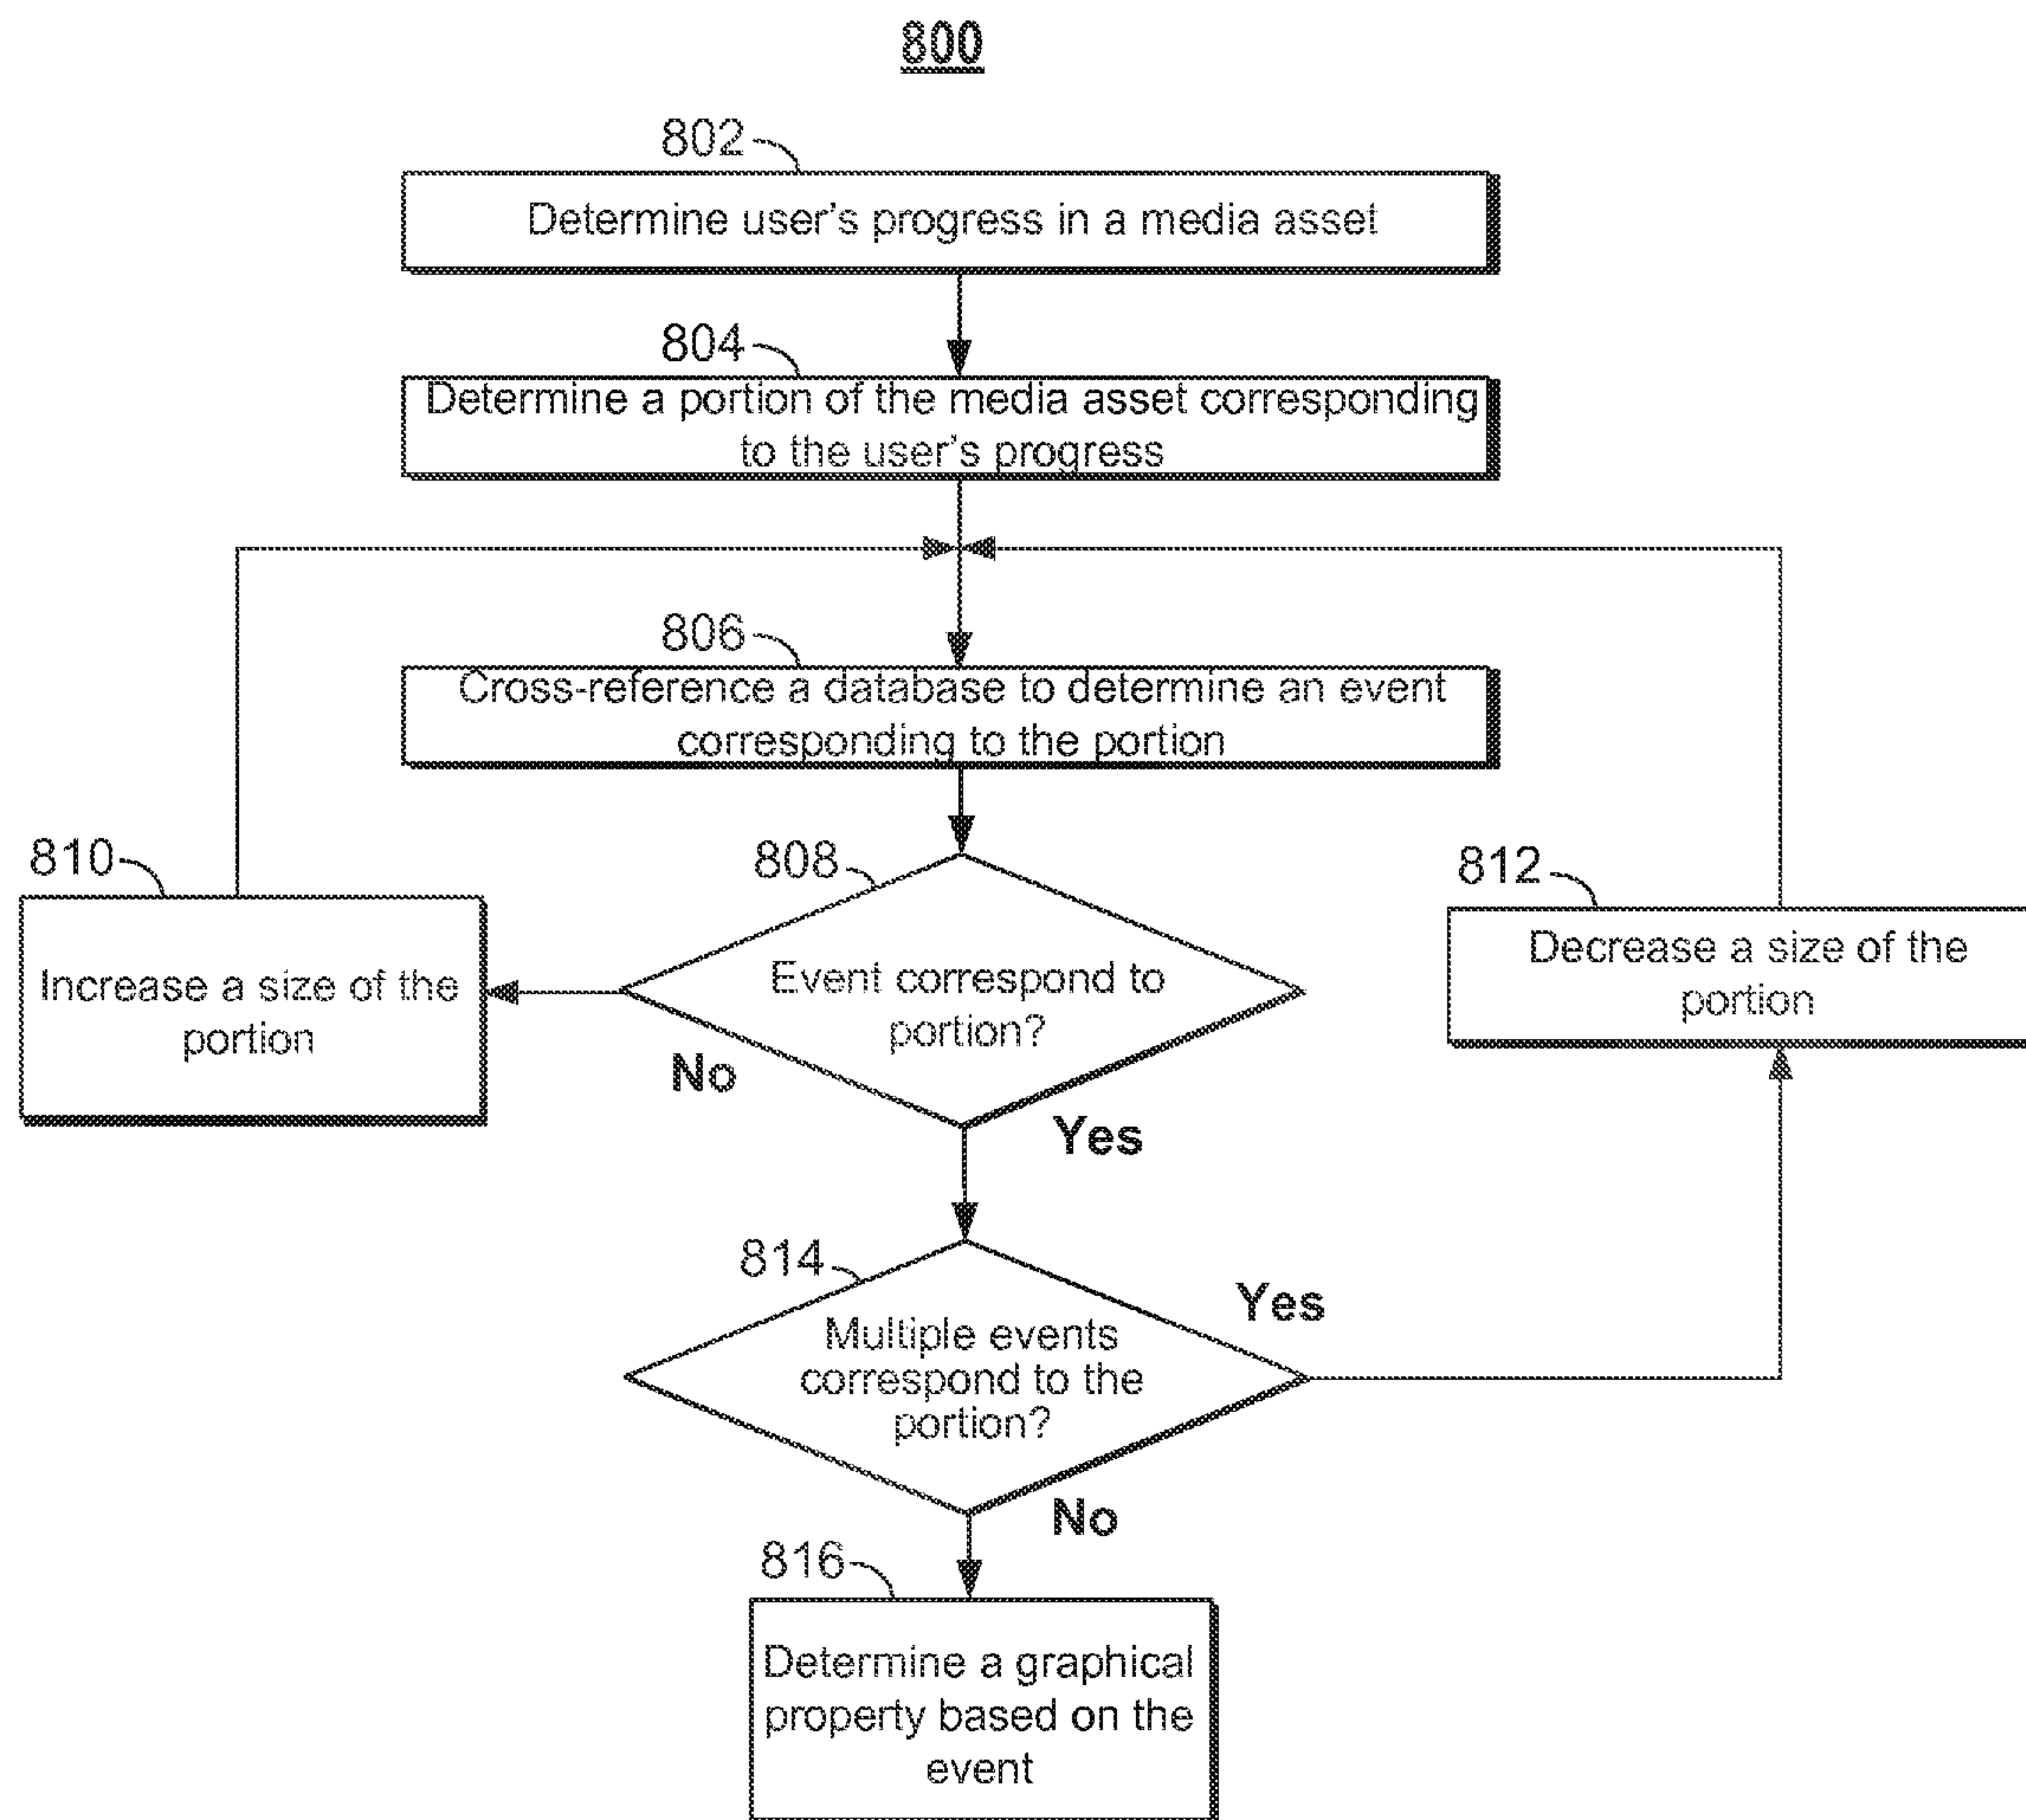 800
802
Determine user's progress in a media asset
804
Determine a portion of the media asset corresponding
to the user's progress
806
Cross-reference a database to determine an event
corresponding to the portion
810
808
812
Increase a size of the
portion
Event correspond to
portion?
Decrease a size of the
portion
No
Yes
814
Yes
Multiple events
correspond to the
portion?
No
816
Determine a graphical
property based on the
event